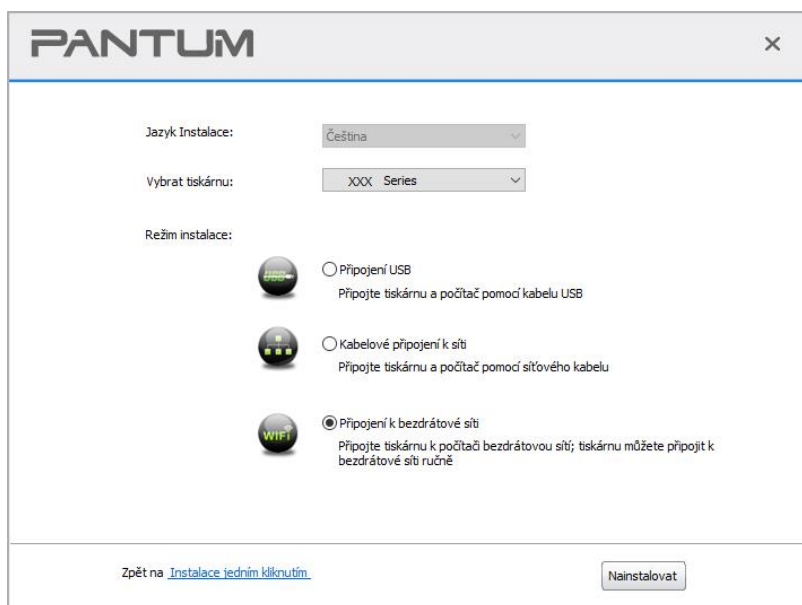 PANTUM
Jazyk Instalace:
Čeština
Vybrat tiskárnu:
XXX Series
Režim instalace:
USB
Připojení USB
Připojte tiskárnu a počítač pomocí kabelu USB
Kabelové připojení k síti
Připojte tiskárnu a počítač pomocí síťového kabelu
WiFi
Připojení k bezdrátové síti
Připojte tiskárnu k počítači bezdrátovou sítí; tiskárnu můžete připojit k
bezdrátové síti ručně
Zpět na Instalace jedním kliknutím
Nainstalovat